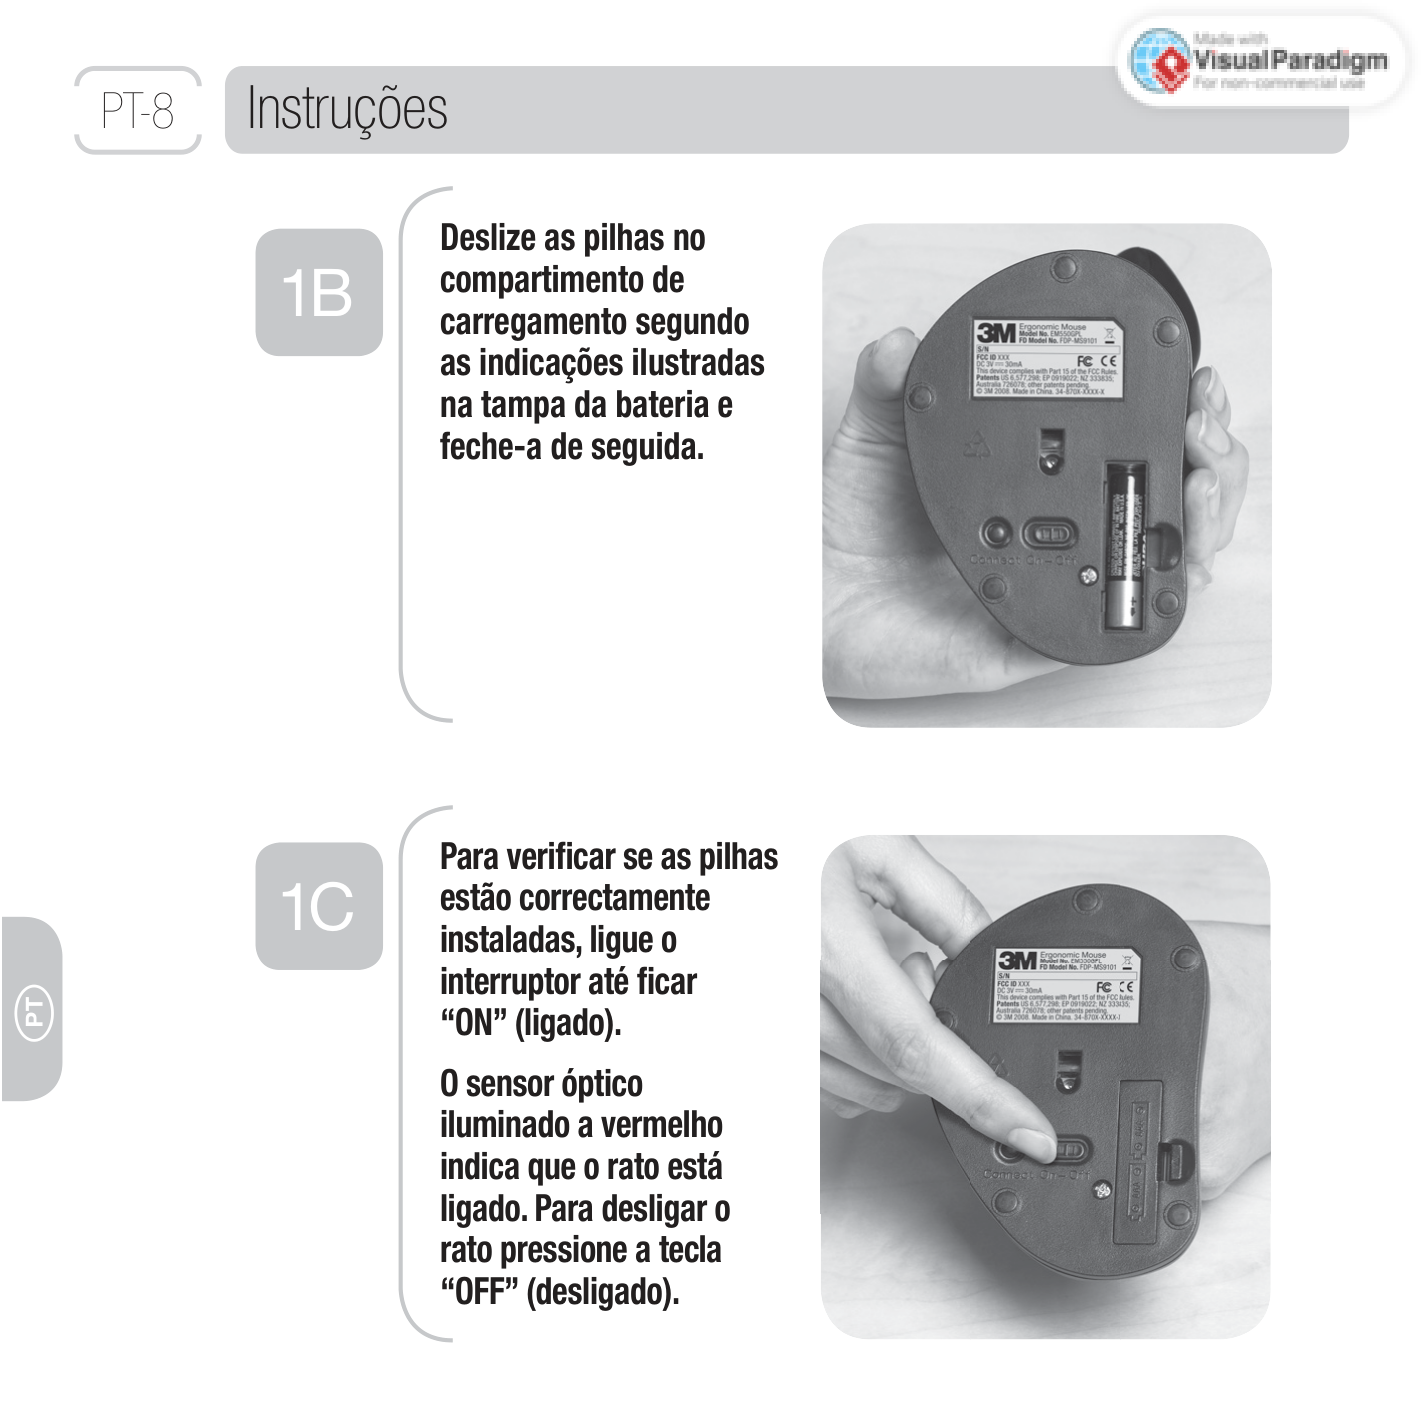 Made with
Visual Paradigm
For non-commercial use
PT-8
Instruções
1B
Deslize as pilhas no
compartimento de
carregamento segundo
as indicações ilustradas
na tampa da bateria e
feche-a de seguida.
3M
Ergonomic Mouse
Model No. EM550GPL
FD Model No. FDP-MS9101
S/N
FCC ID XXX
DC 3V 30mA
FC CE
This device complies with Part 15 of the FCC Rules.
Patents US 6,577,298; EP 0919022; NZ 333835;
Australia 726078; other patents pending.
© 3M 2008. Made in China. 34-870X-XXXX-X
Connect On – Off
1C
Para verificar se as pilhas
estão correctamente
instaladas, ligue o
interruptor até ficar
“ON” (ligado).
O sensor óptico
iluminado a vermelho
indica que o rato está
ligado. Para desligar o
rato pressione a tecla
“OFF” (desligado).
3M
Ergonomic Mouse
Model No. EM550GPL
FD Model No. FDP-MS9101
S/N
FCC ID XXX
DC 3V 30mA
FC CE
This device complies with Part 15 of the FCC Rules.
Patents US 6,577,298; EP 0919022; NZ 333835;
Australia 726078; other patents pending.
© 3M 2008. Made in China. 34-870X-XXXX-
Connect On – Off
PT